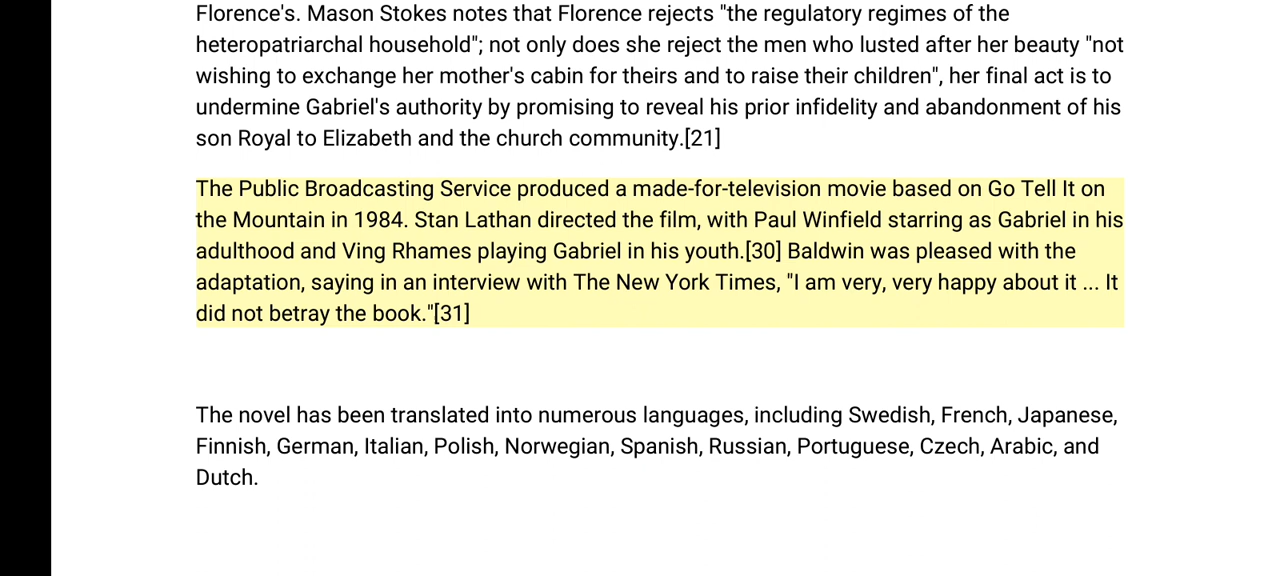 Florence's. Mason Stokes notes that Florence rejects "the regulatory regimes of the
heteropatriarchal household"; not only does she reject the men who lusted after her beauty "not
wishing to exchange her mother's cabin for theirs and to raise their children", her final act is to
undermine Gabriel's authority by promising to reveal his prior infidelity and abandonment of his
son Royal to Elizabeth and the church community.[21]
The Public Broadcasting Service produced a made-for-television movie based on Go Tell It on
the Mountain in 1984. Stan Lathan directed the film, with Paul Winfield starring as Gabriel in his
adulthood and Ving Rhames playing Gabriel in his youth.[30] Baldwin was pleased with the
adaptation, saying in an interview with The New York Times, "I am very, very happy about it ... It
did not betray the book."[31]
The novel has been translated into numerous languages, including Swedish, French, Japanese,
Finnish, German, Italian, Polish, Norwegian, Spanish, Russian, Portuguese, Czech, Arabic, and
Dutch.